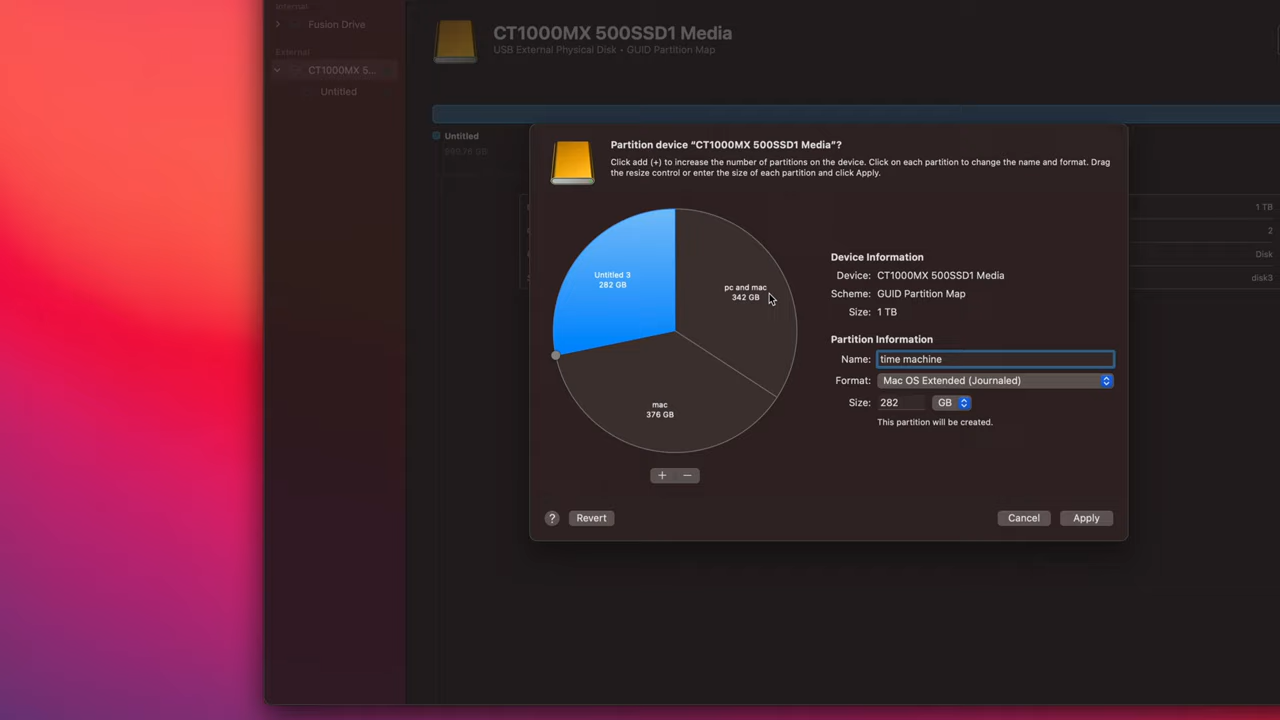 Internal
Fusion Drive
External
CT1000MX 5...
Untitled
CT1000MX 500SSD1 Media
USB External Physical Disk • GUID Partition Map
Untitled
Partition device “CT1000MX 500SSD1 Media”?
Click add (+) to increase the number of partitions on the device. Click on each partition to change the name and format. Drag
the resize control or enter the size of each partition and click Apply.
1 TB
2
Disk
disk3
Untitled 3
282 GB
pc and mac
342 GB
mac
376 GB
+ −
Device Information
Device: CT1000MX 500SSD1 Media
Scheme: GUID Partition Map
Size: 1 TB
Partition Information
Name: time machine
Format: Mac OS Extended (Journaled)
Size: 282 GB
This partition will be created.
? Revert
Cancel Apply